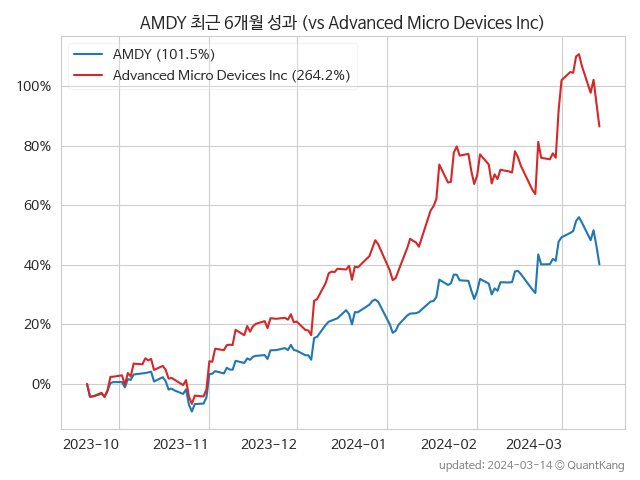 AMDY 최근 6개월 성과 (vs Advanced Micro Devices Inc)
AMDY (101.5%)
Advanced Micro Devices Inc (264.2%)
100%
80%
60%
40%
20%
0%
2023-10 2023-11 2023-12 2024-01 2024-02 2024-03
updated: 2024-03-14 © QuantKang